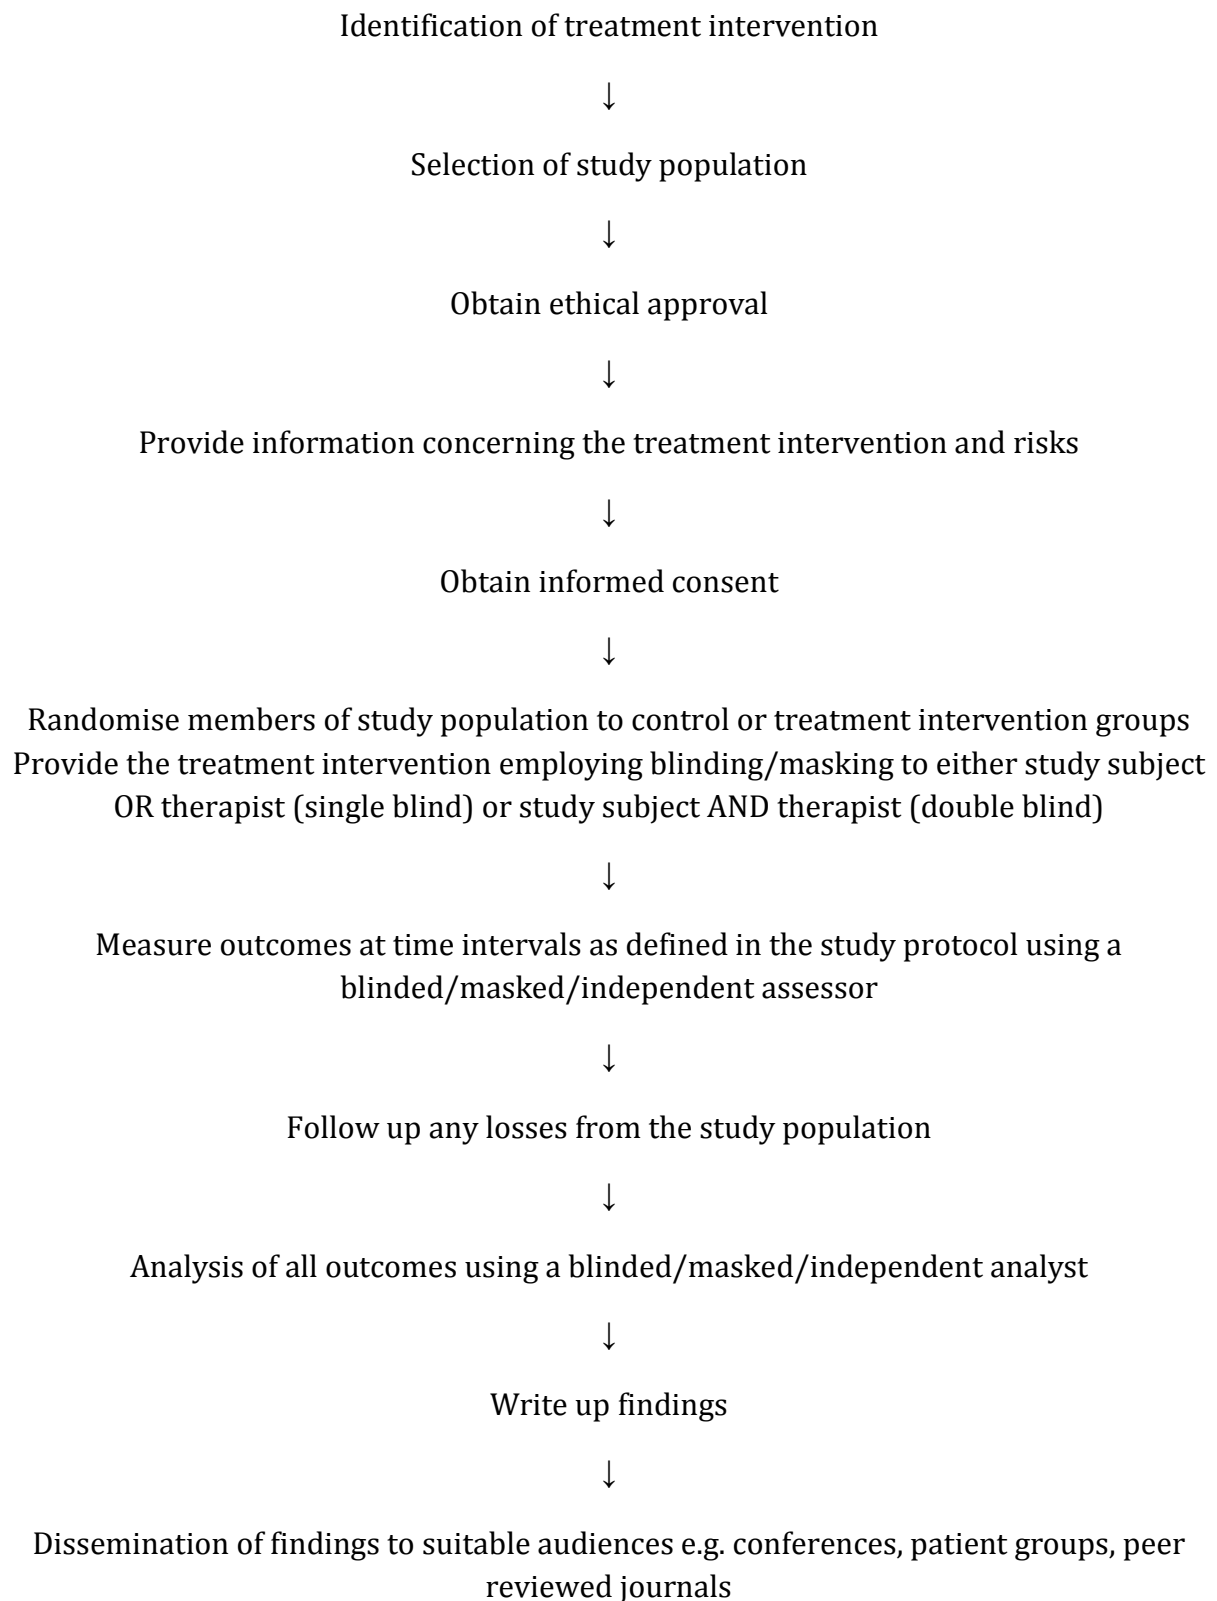 Identification of treatment intervention
↓
Selection of study population
↓
Obtain ethical approval
↓
Provide information concerning the treatment intervention and risks
↓
Obtain informed consent
↓
Randomise members of study population to control or treatment intervention groups
Provide the treatment intervention employing blinding/masking to either study subject
OR therapist (single blind) or study subject AND therapist (double blind)
↓
Measure outcomes at time intervals as defined in the study protocol using a
blinded/masked/independent assessor
↓
Follow up any losses from the study population
↓
Analysis of all outcomes using a blinded/masked/independent analyst
↓
Write up findings
↓
Dissemination of findings to suitable audiences e.g. conferences, patient groups, peer
reviewed journals